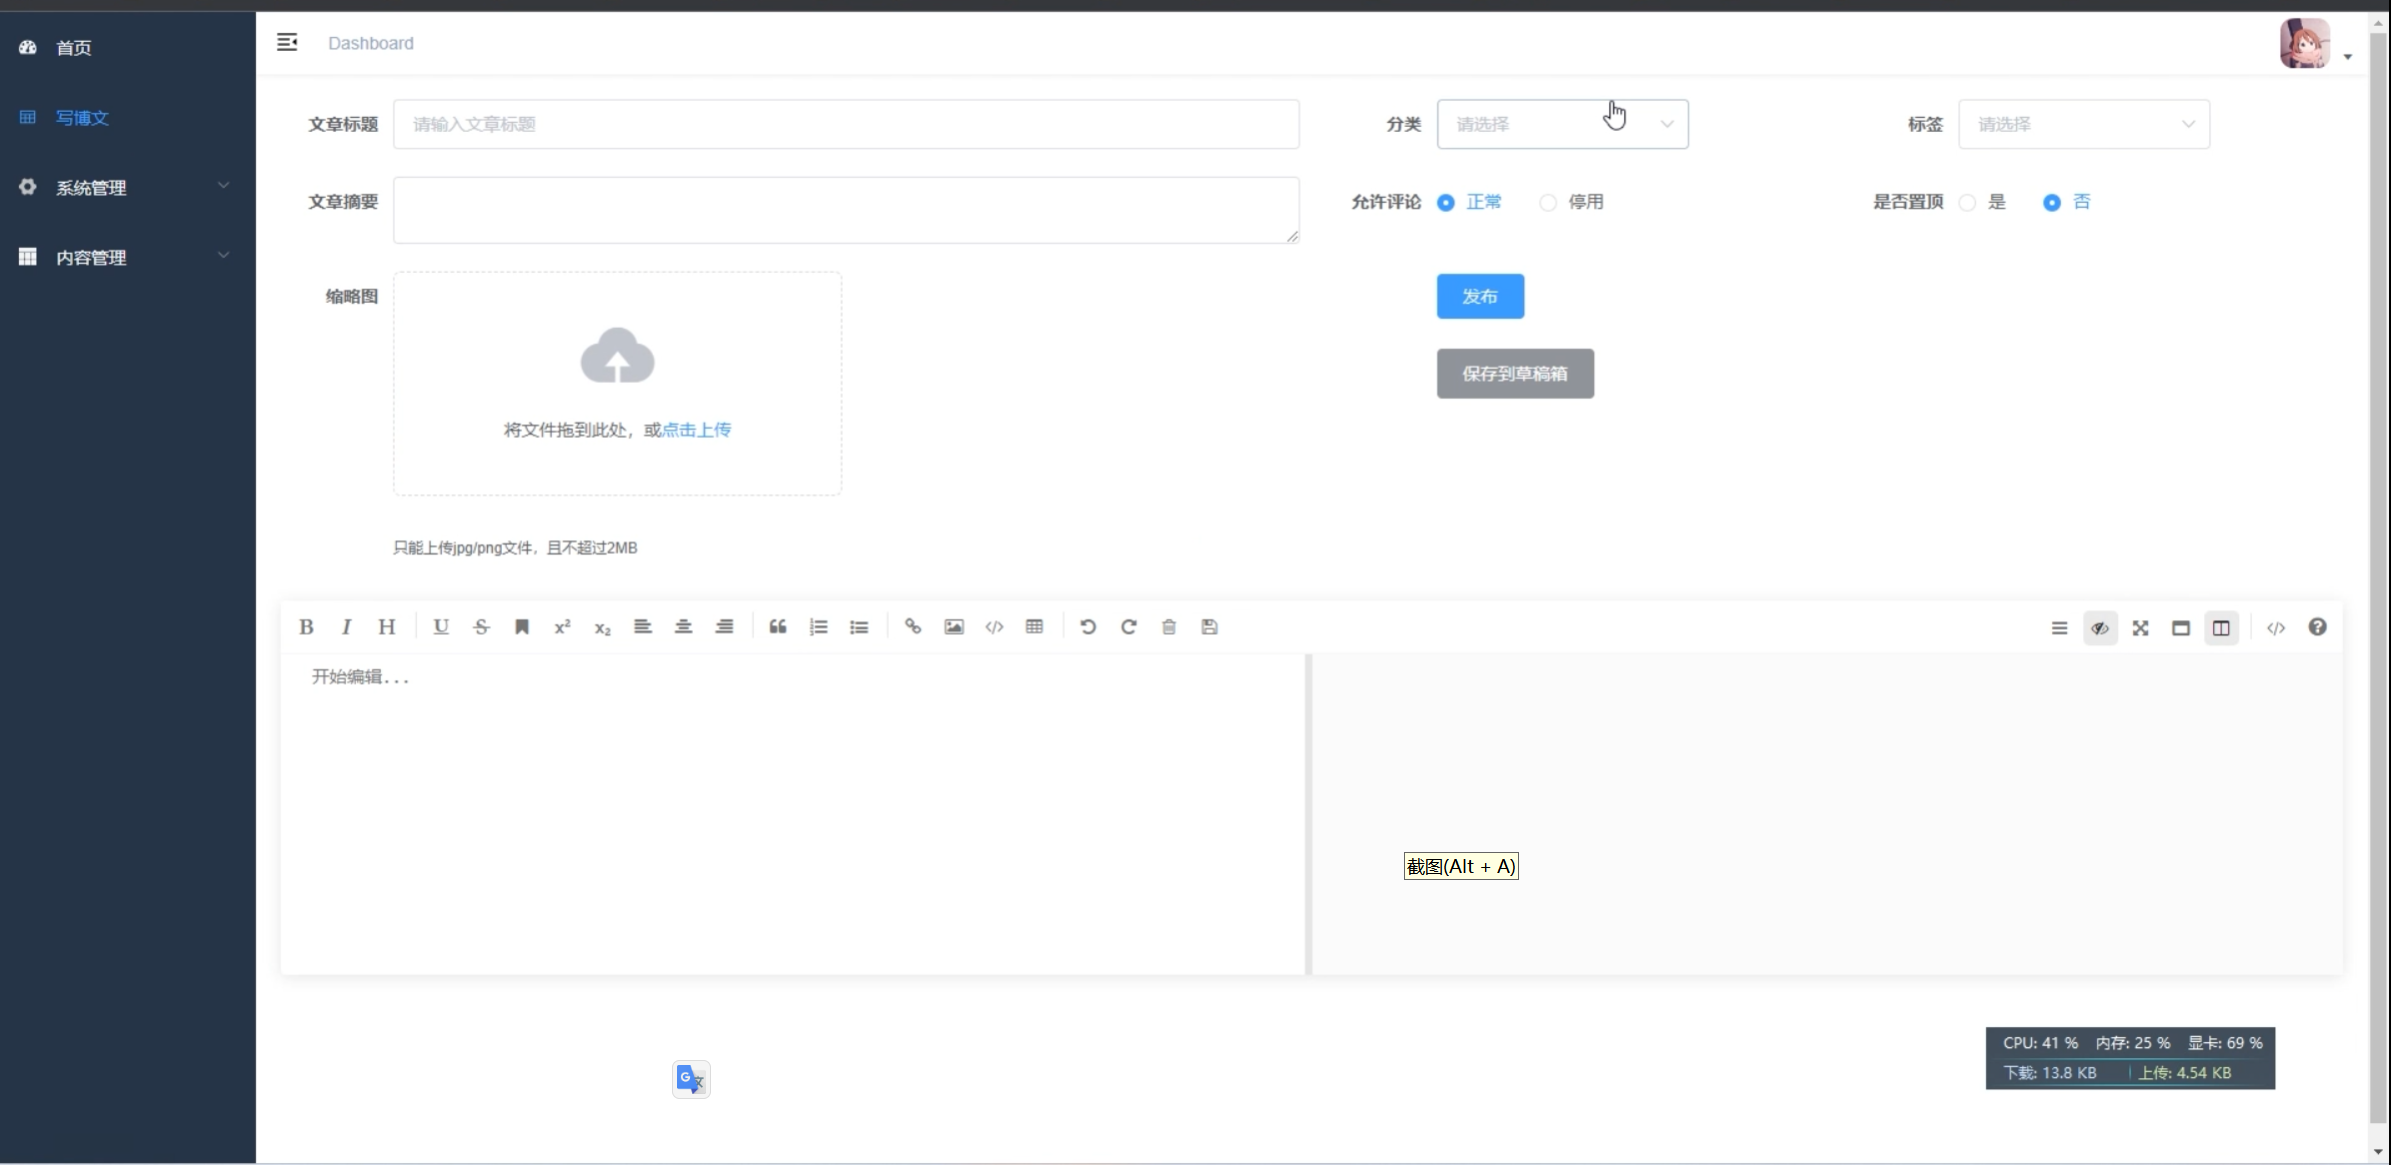 首页
写博文
系统管理
内容管理
Dashboard
文章标题 请输入文章标题 分类 请选择 标签 请选择
文章摘要 允许评论 正常 停用 是否置顶 是 否
缩略图 发布
保存到草稿箱
将文件拖到此处，或点击上传
只能上传jpg/png文件，且不超过2MB
开始编辑...
截图(Alt + A)
CPU: 41 % 内存: 25 % 显卡: 69 %
下载: 13.8 KB 上传: 4.54 KB